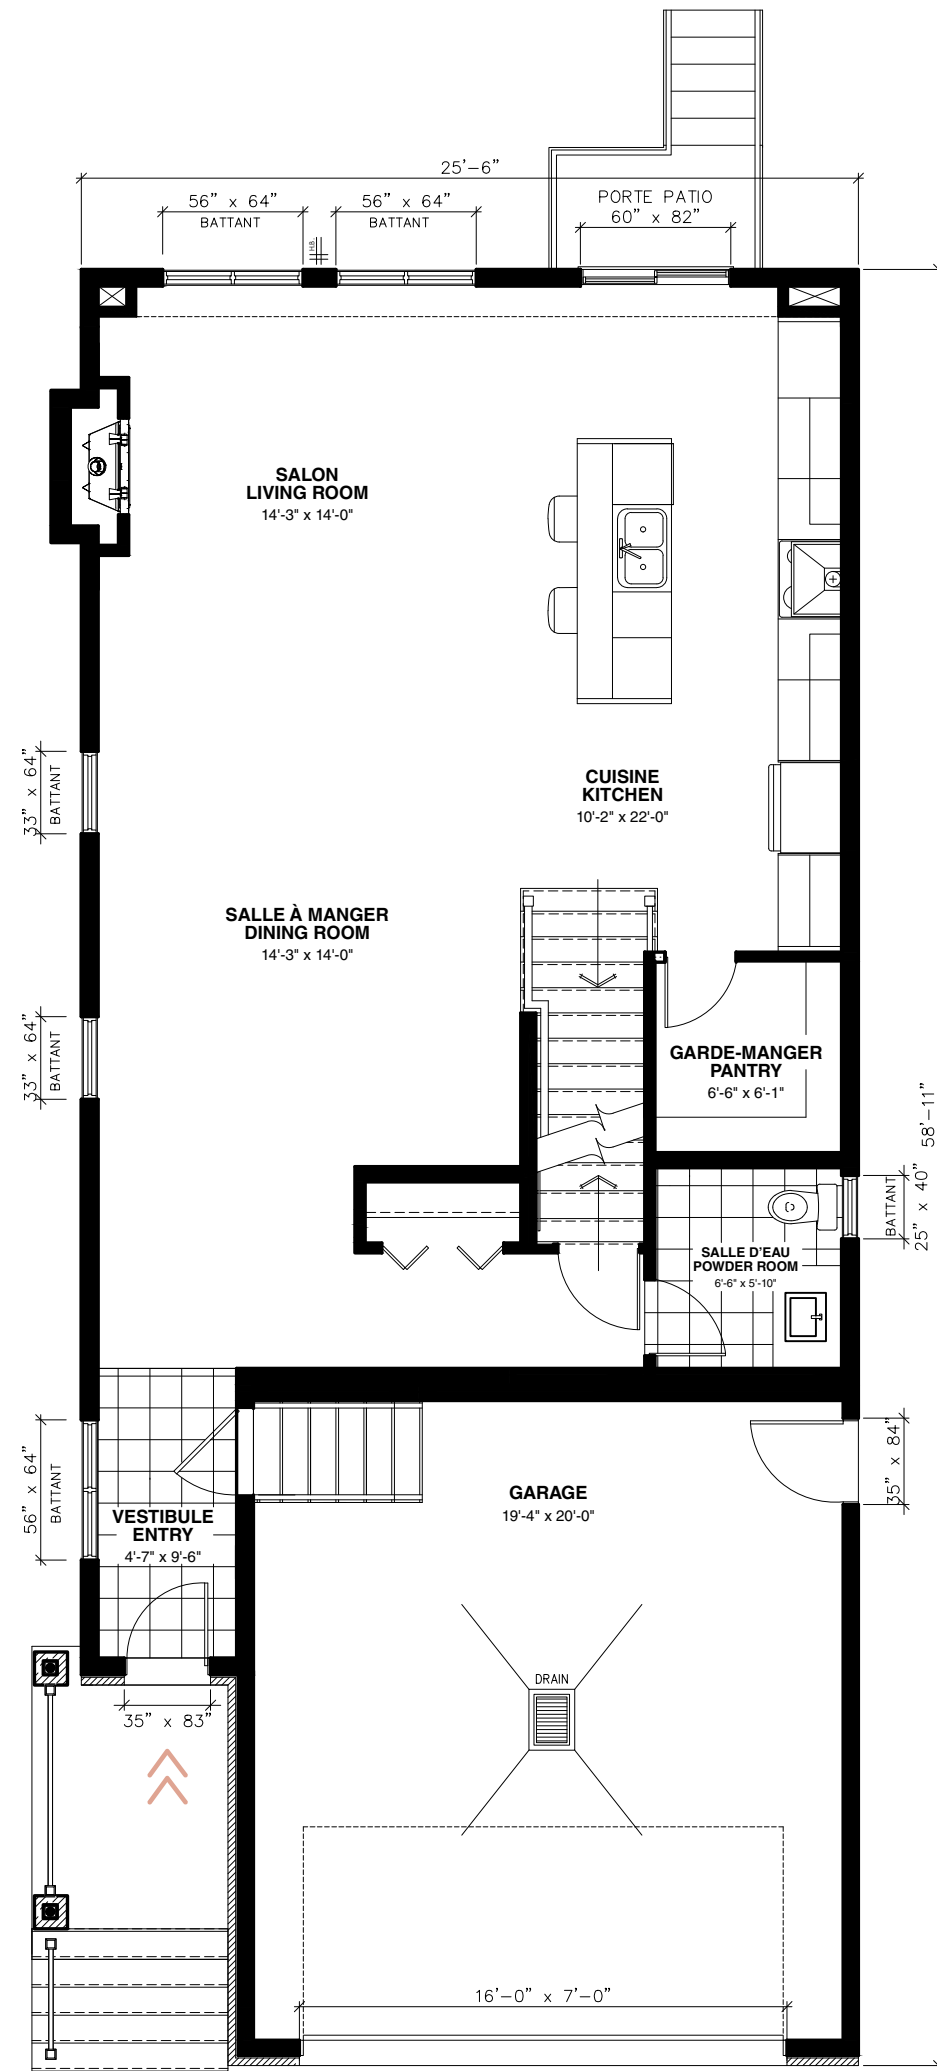 25'-6"
56" x 64"
BATTANT
56" x 64"
BATTANT
PORTE PATIO
60" x 82"
H.B.
SALON
LIVING ROOM
14'-3" x 14'-0"
33" x 64"
BATTANT
CUISINE
KITCHEN
10'-2" x 22'-0"
SALLE À MANGER
DINING ROOM
14'-3" x 14'-0"
33" x 64"
BATTANT
GARDE-MANGER
PANTRY
6'-6" x 6'-1"
58'-11"
BATTANT
25" x 40"
SALLE D'EAU
POWDER ROOM
6'-6" x 5'-10"
56" x 64"
BATTANT
VESTIBULE
ENTRY
4'-7" x 9'-6"
GARAGE
19'-4" x 20'-0"
35" x 84"
DRAIN
35" x 83"
16'-0" x 7'-0"